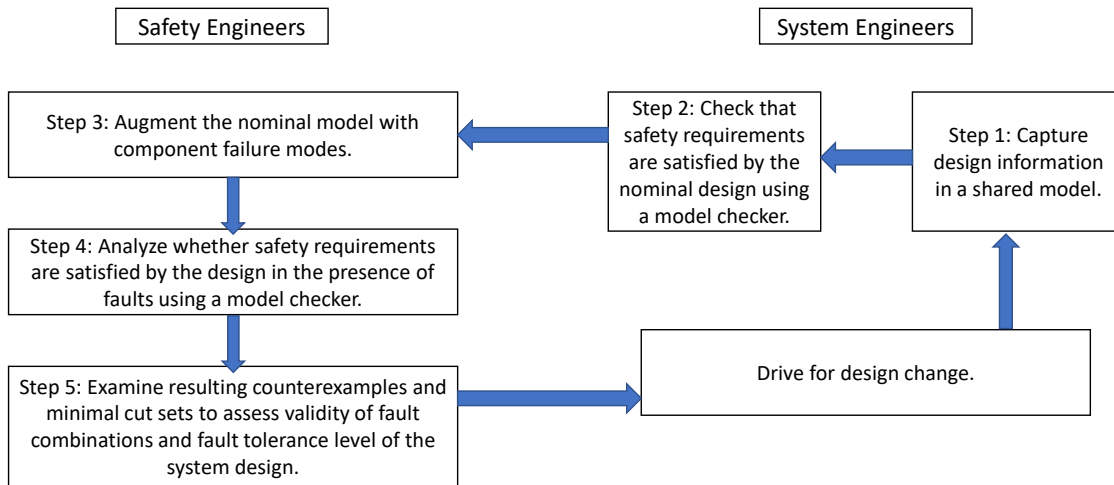 Safety Engineers
System Engineers
Step 3: Augment the nominal model with
component failure modes.
Step 2: Check that
safety requirements
are satisfied by the
nominal design using
a model checker.
Step 1: Capture
design information
in a shared model.
Step 4: Analyze whether safety requirements
are satisfied by the design in the presence of
faults using a model checker.
Step 5: Examine resulting counterexamples and
minimal cut sets to assess validity of fault
combinations and fault tolerance level of the
system design.
Drive for design change.